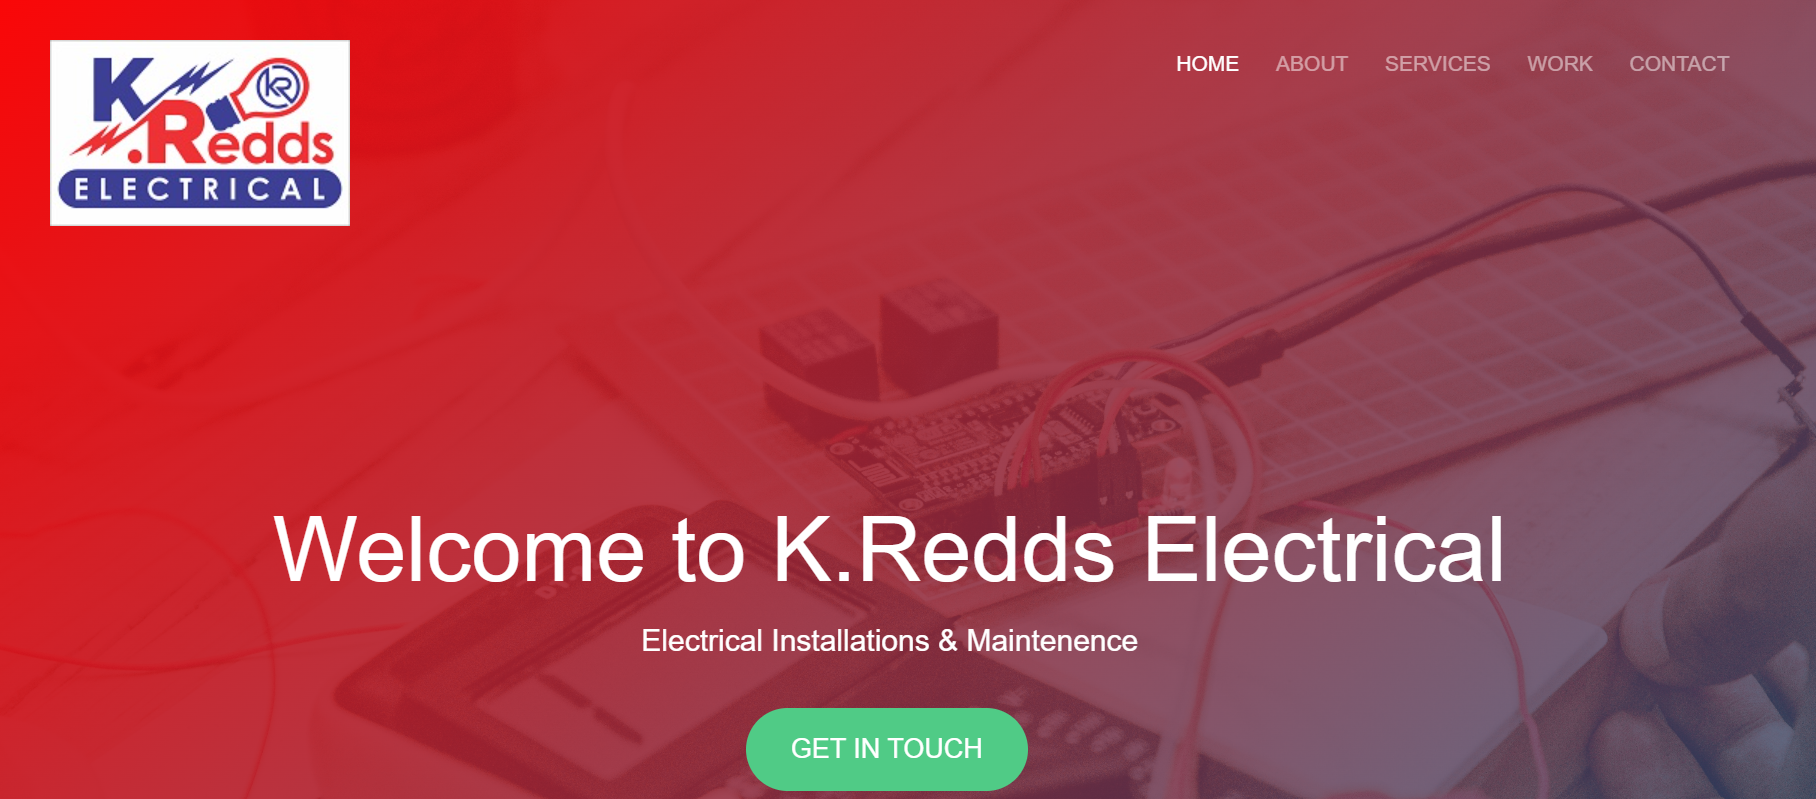 K.Redds
KR
ELECTRICAL
HOME ABOUT SERVICES WORK CONTACT
Welcome to K.Redds Electrical
Electrical Installations & Maintenence
GET IN TOUCH